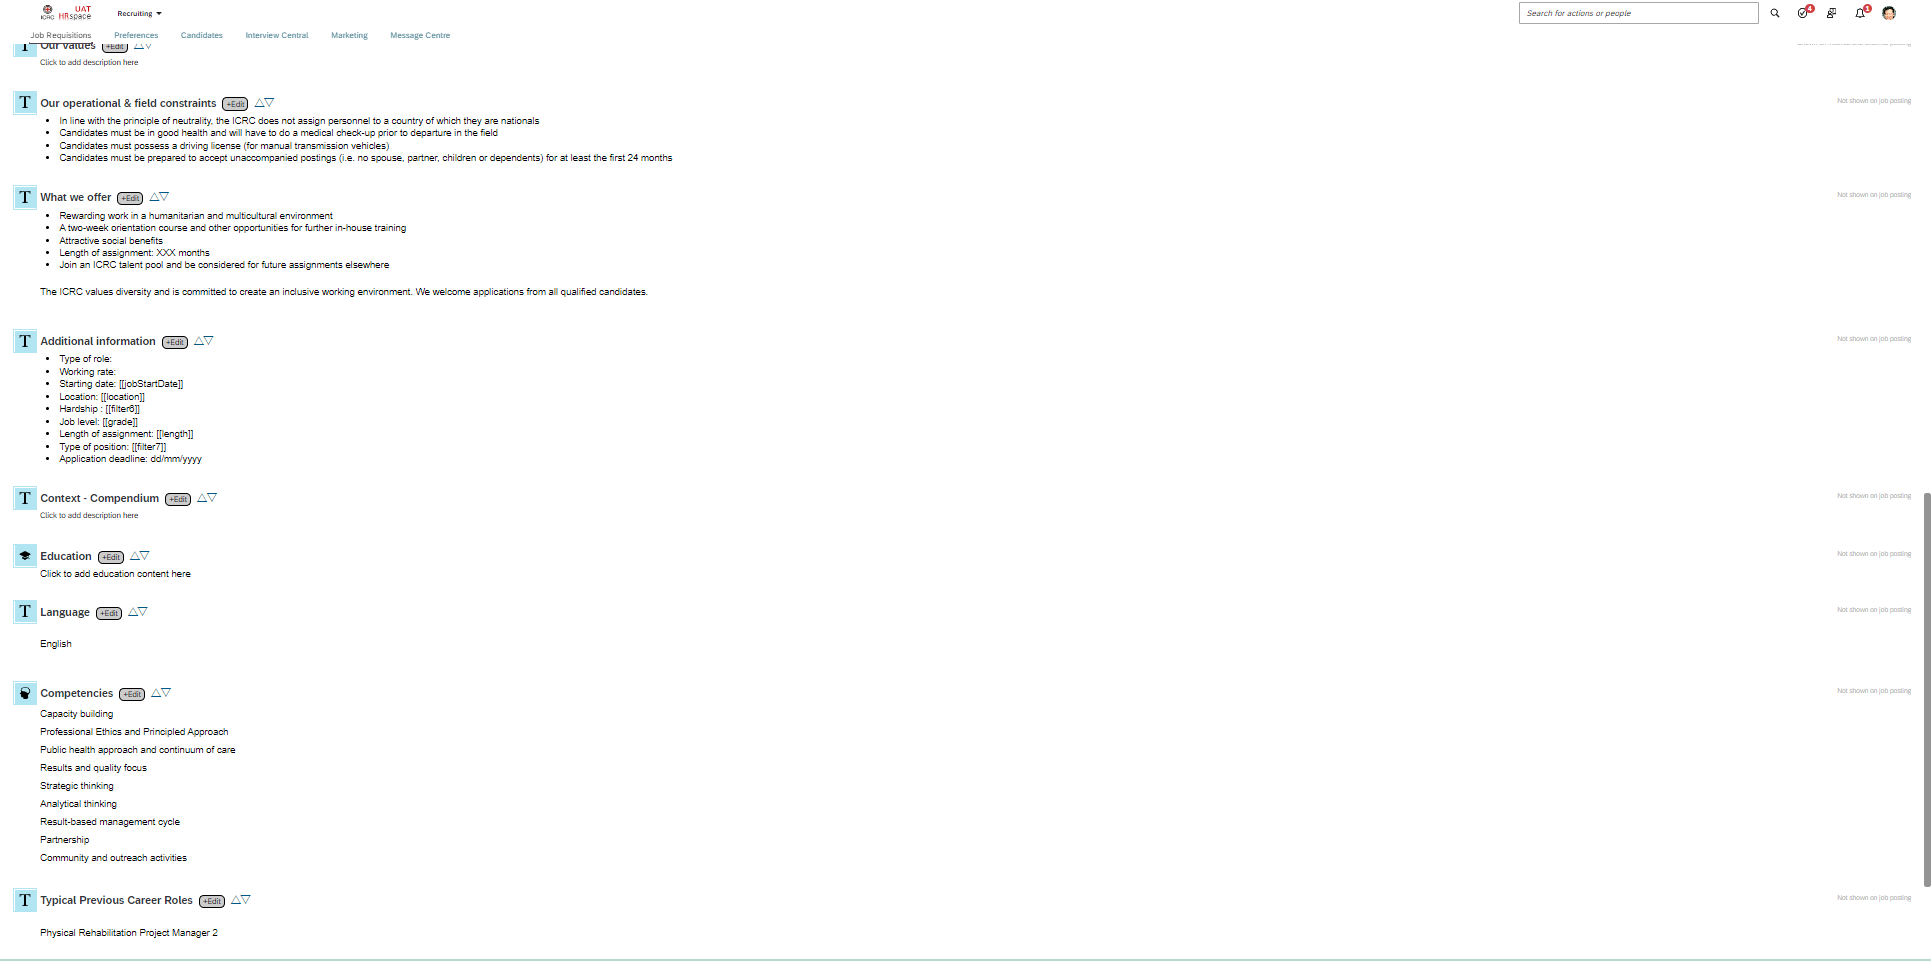 ICRC
UAT
HRspace
Recruiting
Search for actions or people
4
1
Job Requisitions Preferences Candidates Interview Central Marketing Message Centre
T Our values +Edit
Click to add description here
T Our operational & field constraints +Edit Not shown on job posting
• In line with the principle of neutrality, the ICRC does not assign personnel to a country of which they are nationals
• Candidates must be in good health and will have to do a medical check-up prior to departure in the field
• Candidates must possess a driving license (for manual transmission vehicles)
• Candidates must be prepared to accept unaccompanied postings (i.e. no spouse, partner, children or dependents) for at least the first 24 months
T What we offer +Edit Not shown on job posting
• Rewarding work in a humanitarian and multicultural environment
• A two-week orientation course and other opportunities for further in-house training
• Attractive social benefits
• Length of assignment: XXX months
• Join an ICRC talent pool and be considered for future assignments elsewhere
The ICRC values diversity and is committed to create an inclusive working environment. We welcome applications from all qualified candidates.
T Additional information +Edit Not shown on job posting
• Type of role:
• Working rate:
• Starting date: [[jobStartDate]]
• Location: [[location]]
• Hardship : [[filter6]]
• Job level: [[grade]]
• Length of assignment: [[length]]
• Type of position: [[filter7]]
• Application deadline: dd/mm/yyyy
T Context - Compendium +Edit Not shown on job posting
Click to add description here
Education +Edit Not shown on job posting
Click to add education content here
T Language +Edit Not shown on job posting
English
Competencies +Edit Not shown on job posting
Capacity building
Professional Ethics and Principled Approach
Public health approach and continuum of care
Results and quality focus
Strategic thinking
Analytical thinking
Result-based management cycle
Partnership
Community and outreach activities
T Typical Previous Career Roles +Edit Not shown on job posting
Physical Rehabilitation Project Manager 2